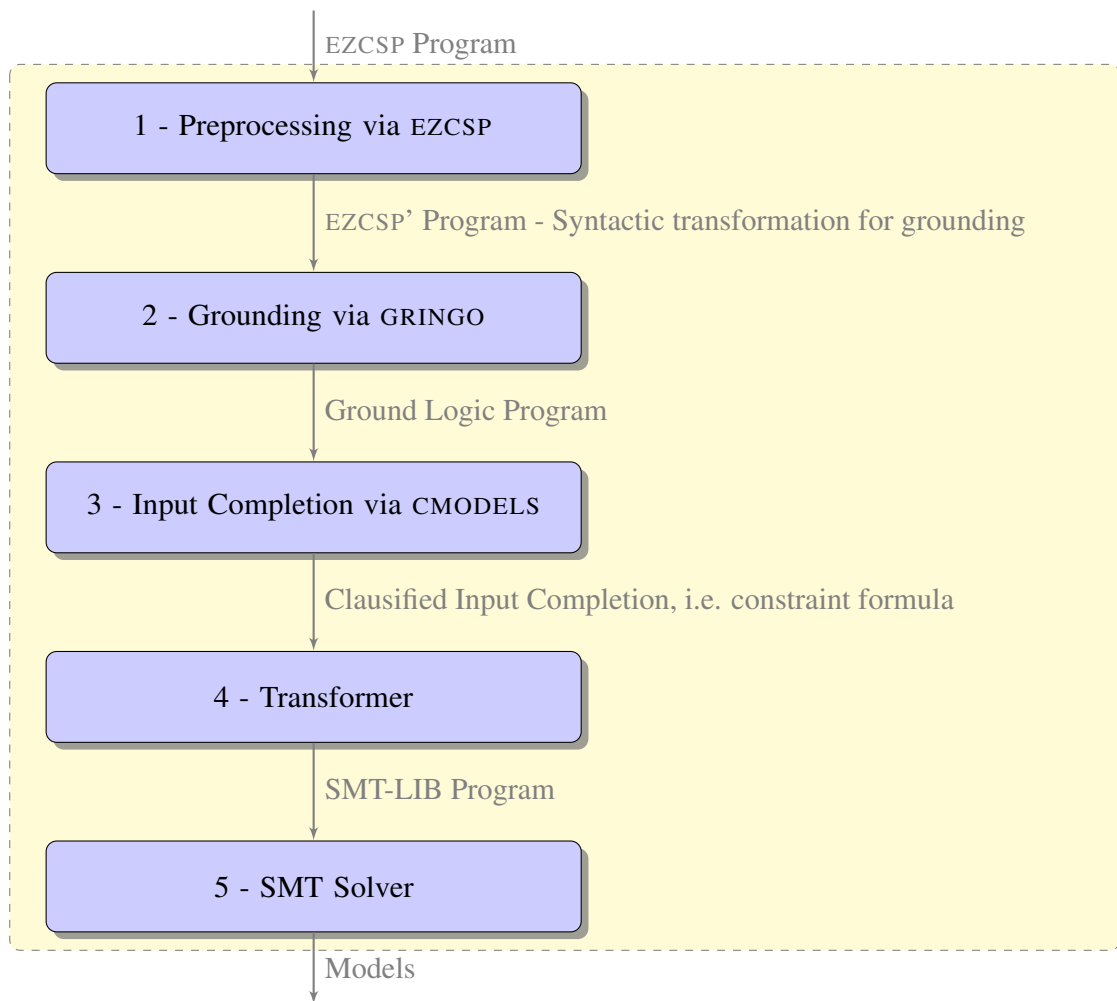 EZCSP Program
1 - Preprocessing via EZCSP
EZCSP’ Program - Syntactic transformation for grounding
2 - Grounding via GRINGO
Ground Logic Program
3 - Input Completion via CMODELS
Clausified Input Completion, i.e. constraint formula
4 - Transformer
SMT-LIB Program
5 - SMT Solver
Models